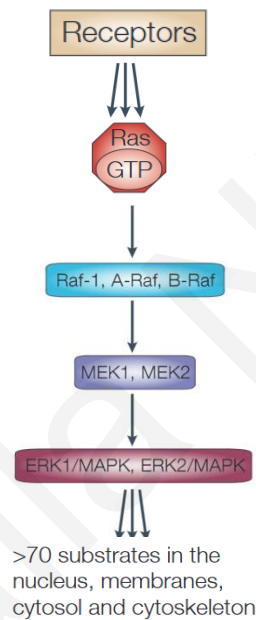 Receptors
Ras
GTP
Raf-1, A-Raf, B-Raf
MEK1, MEK2
ERK1/MAPK, ERK2/MAPK
>70 substrates in the
nucleus, membranes,
cytosol and cytoskeleton